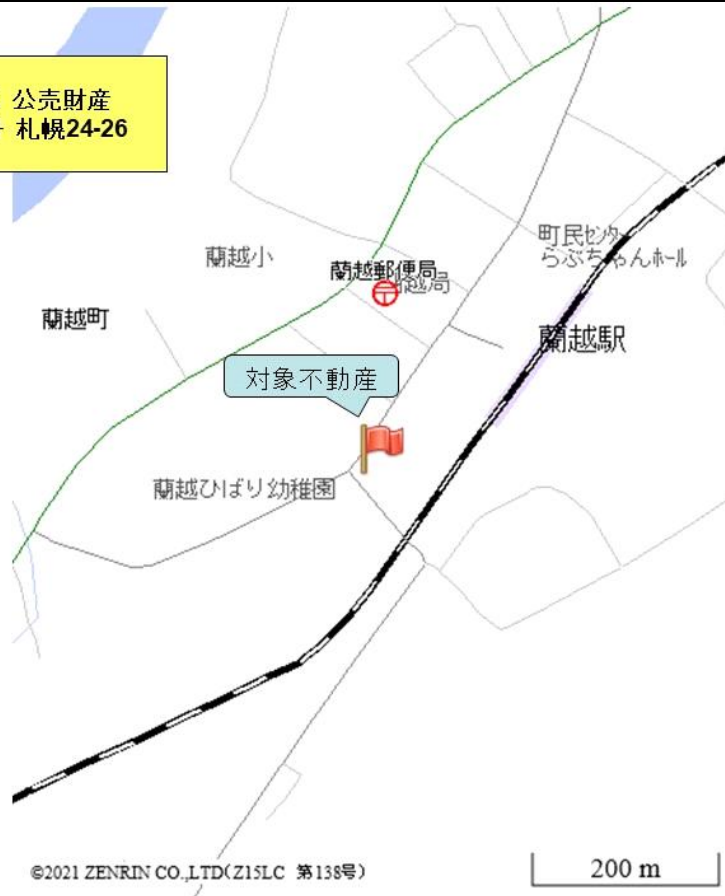 公売財産
札幌24-26
蘭越小
蘭越郵便局
越局
町民センター
らぶちゃんホール
蘭越町
蘭越駅
対象不動産
蘭越ひばり幼稚園
©2021 ZENRIN CO.,LTD(Z15LC 第138号)
200 m